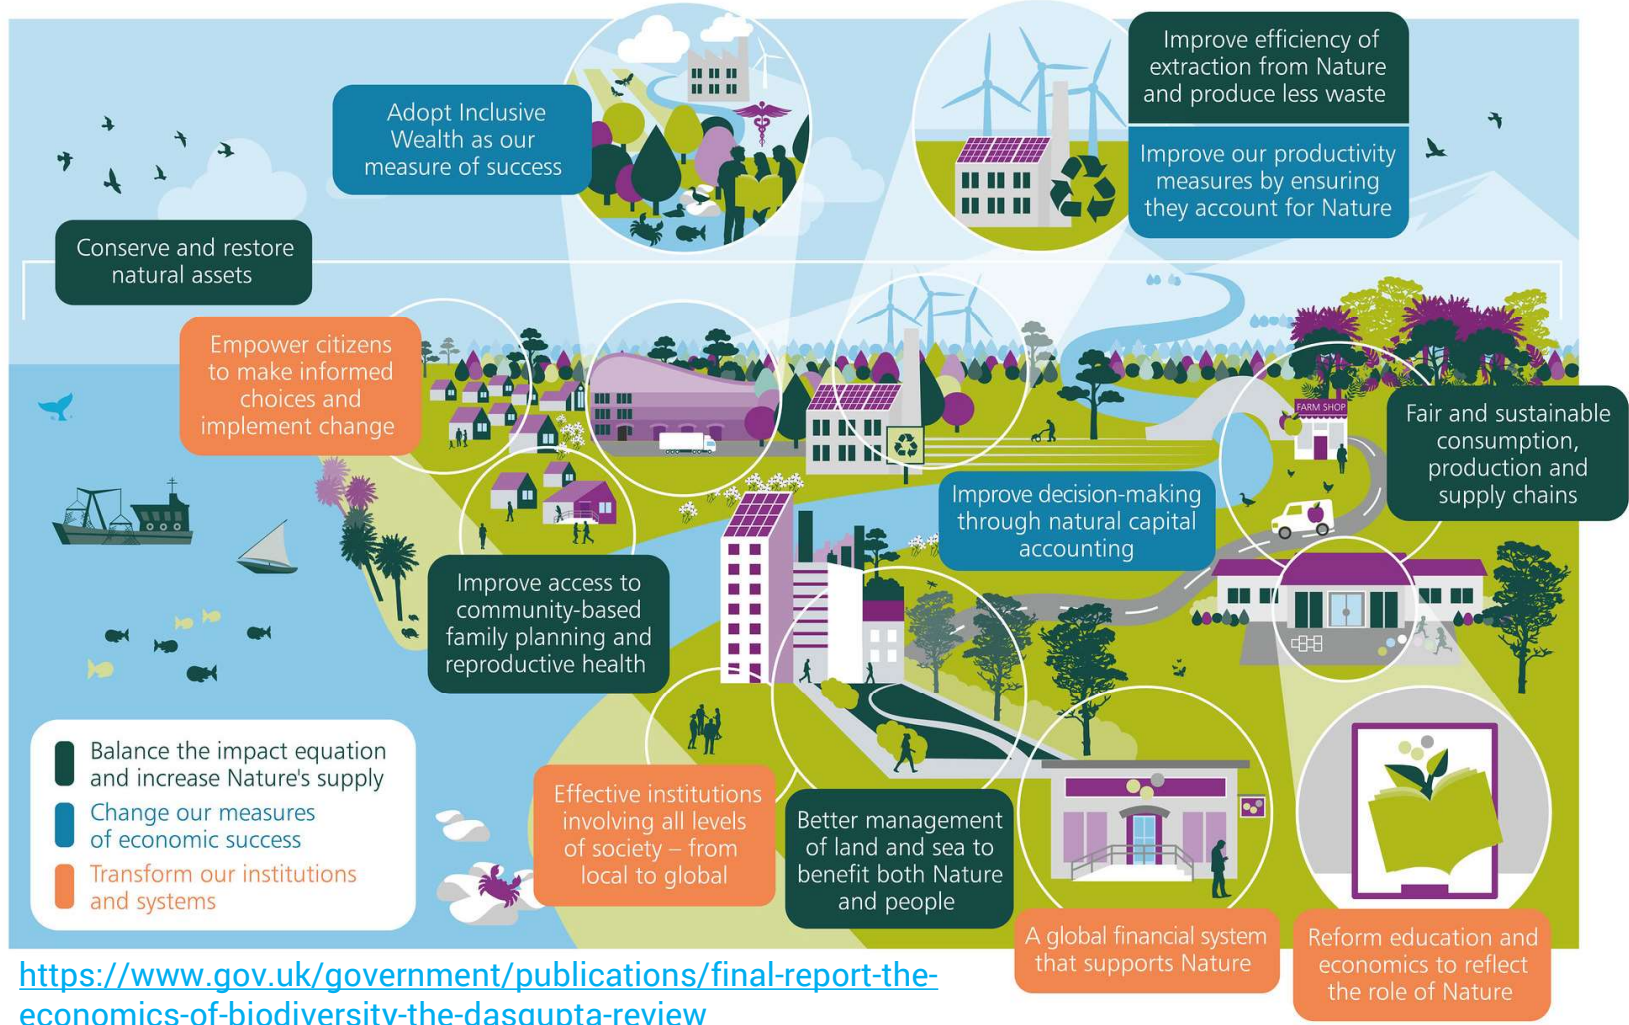 Improve efficiency of
extraction from Nature
and produce less waste
Adopt Inclusive
Wealth as our
measure of success
Improve our productivity
measures by ensuring
they account for Nature
Conserve and restore
natural assets
Empower citizens
to make informed
choices and
implement change
FARM SHOP
Fair and sustainable
consumption,
production and
supply chains
Improve decision-making
through natural capital
accounting
Improve access to
community-based
family planning and
reproductive health
Balance the impact equation
and increase Nature's supply
Change our measures
of economic success
Transform our institutions
and systems
Effective institutions
involving all levels
of society – from
local to global
Better management
of land and sea to
benefit both Nature
and people
A global financial system
that supports Nature
Reform education and
economics to reflect
the role of Nature
https://www.gov.uk/government/publications/final-report-the-
economics-of-biodiversity-the-dasgupta-review